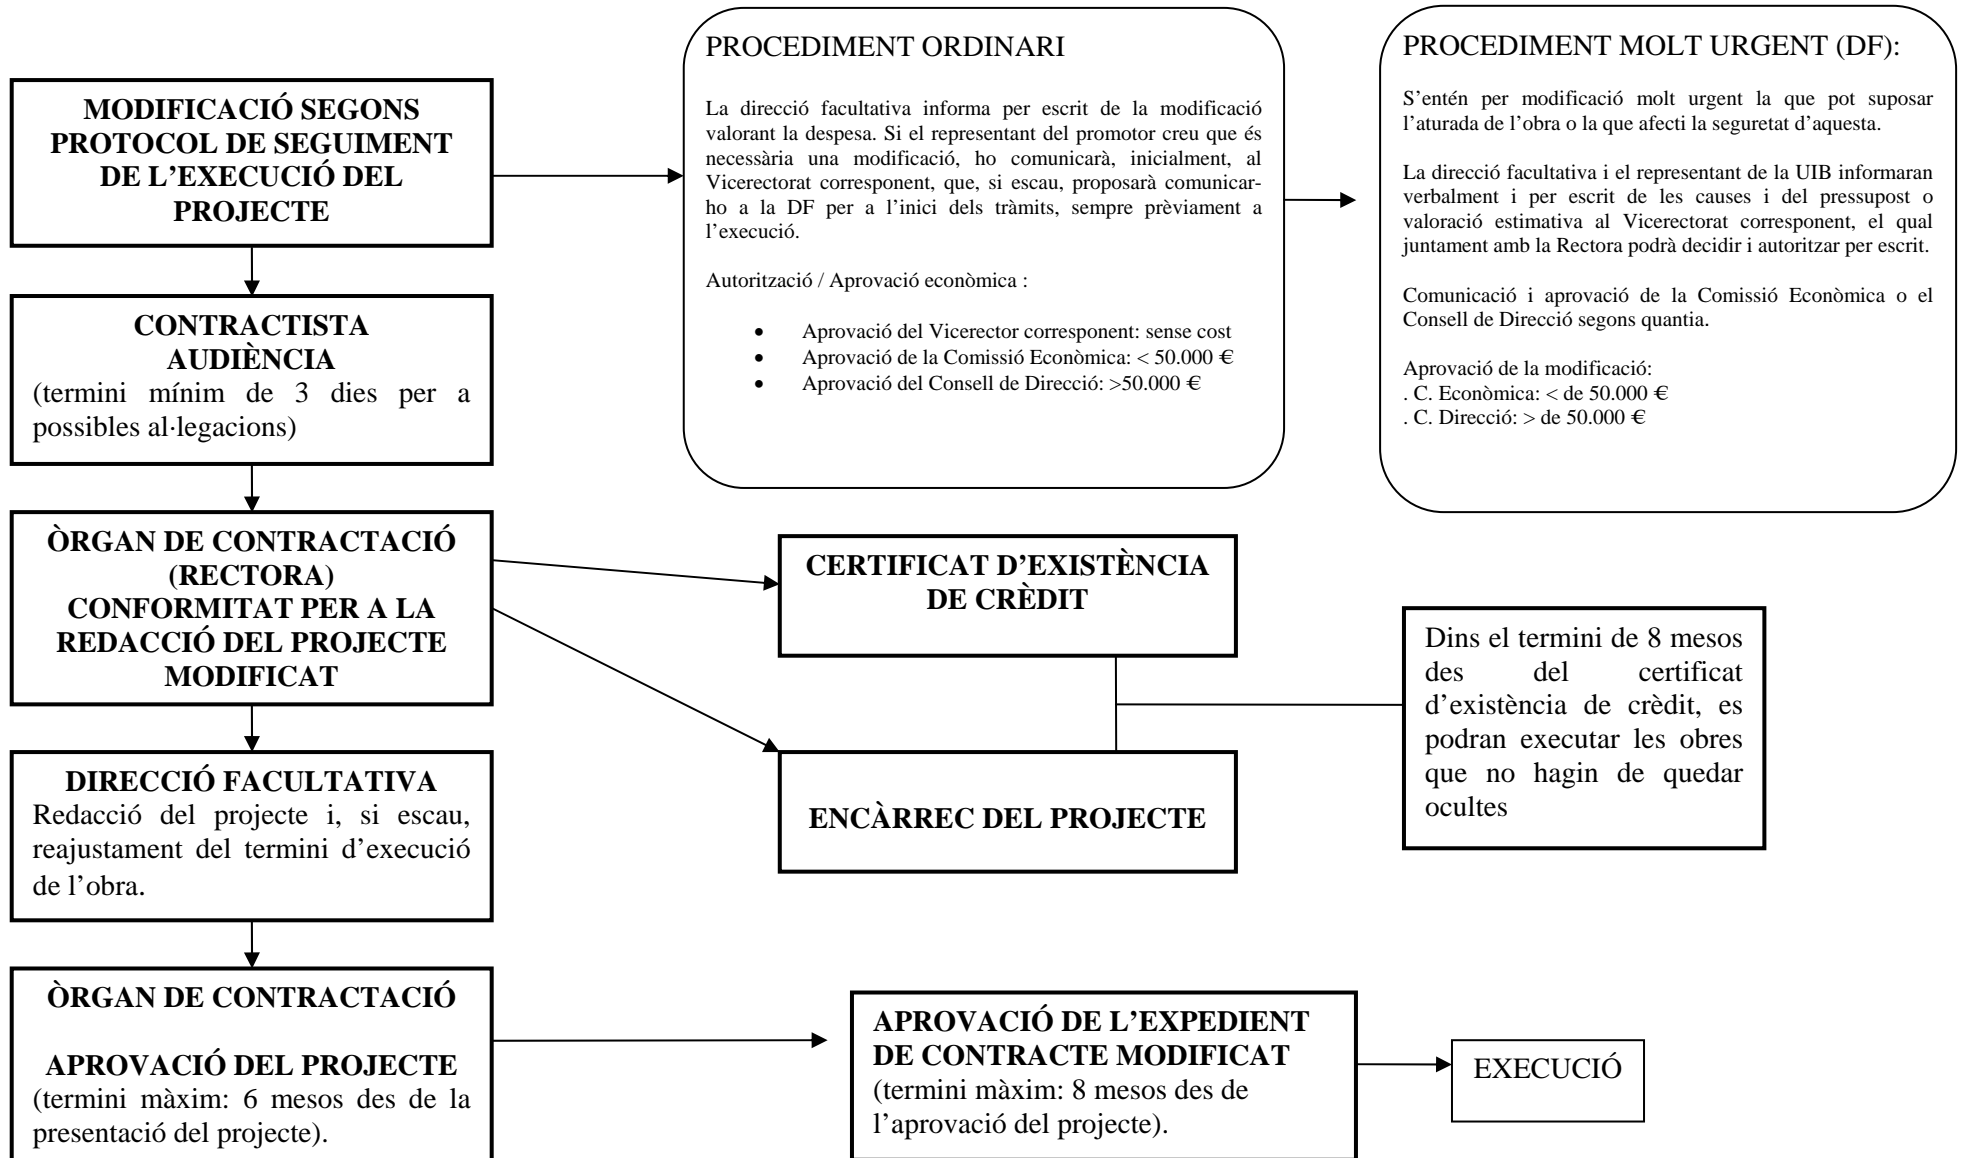 MODIFICACIÓ SEGONS
PROTOCOL DE SEGUIMENT
DE L’EXECUCIÓ DEL
PROJECTE
PROCEDIMENT ORDINARI
La direcció facultativa informa per escrit de la modificació
valorant la despesa. Si el representant del promotor creu que és
necessària una modificació, ho comunicarà, inicialment, al
Vicerectorat corresponent, que, si escau, proposarà comunicar-
ho a la DF per a l’inici dels tràmits, sempre prèviament a
l’execució.
Autorització / Aprovació econòmica :
• Aprovació del Vicerector corresponent: sense cost
• Aprovació de la Comissió Econòmica: < 50.000 €
• Aprovació del Consell de Direcció: >50.000 €
PROCEDIMENT MOLT URGENT (DF):
S’entén per modificació molt urgent la que pot suposar
l’aturada de l’obra o la que afecti la seguretat d’aquesta.
La direcció facultativa i el representant de la UIB informaran
verbalment i per escrit de les causes i del pressupost o
valoració estimativa al Vicerectorat corresponent, el qual
juntament amb la Rectora podrà decidir i autoritzar per escrit.
Comunicació i aprovació de la Comissió Econòmica o el
Consell de Direcció segons quantia.
Aprovació de la modificació:
. C. Econòmica: < de 50.000 €
. C. Direcció: > de 50.000 €
CONTRACTISTA
AUDIÈNCIA
(termini mínim de 3 dies per a
possibles al·legacions)
ÒRGAN DE CONTRACTACIÓ
(RECTORA)
CONFORMITAT PER A LA
REDACCIÓ DEL PROJECTE
MODIFICAT
CERTIFICAT D’EXISTÈNCIA
DE CRÈDIT
ENCÀRREC DEL PROJECTE
Dins el termini de 8 mesos
des del certificat
d’existència de crèdit, es
podran executar les obres
que no hagin de quedar
ocultes
DIRECCIÓ FACULTATIVA
Redacció del projecte i, si escau,
reajustament del termini d’execució
de l’obra.
ÒRGAN DE CONTRACTACIÓ
APROVACIÓ DEL PROJECTE
(termini màxim: 6 mesos des de la
presentació del projecte).
APROVACIÓ DE L’EXPEDIENT
DE CONTRACTE MODIFICAT
(termini màxim: 8 mesos des de
l’aprovació del projecte).
EXECUCIÓ